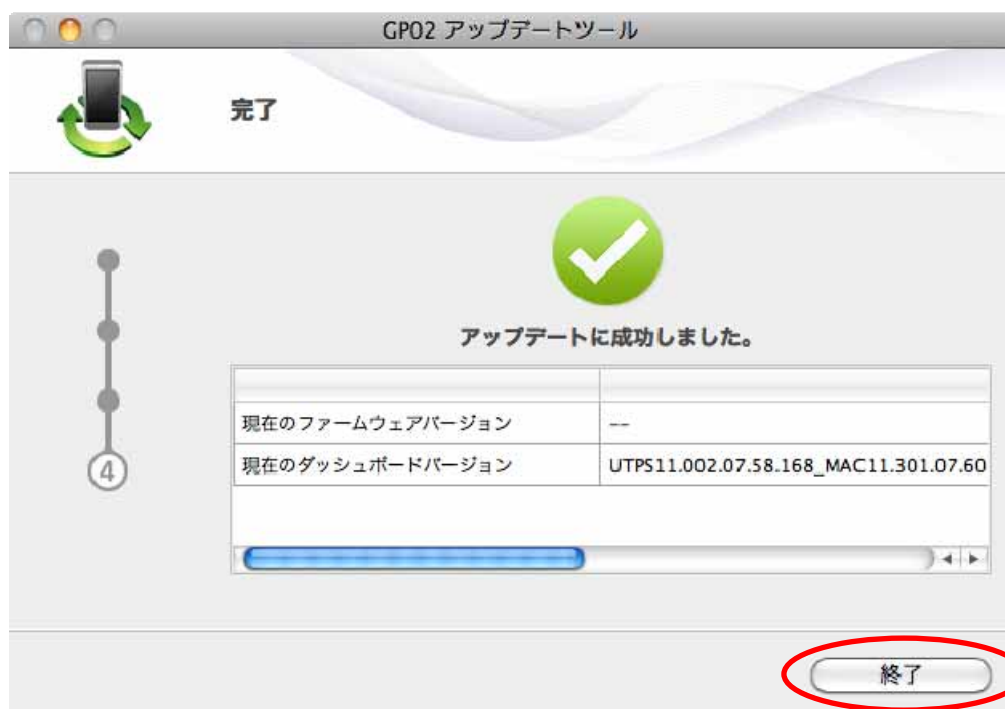 GP02 アップデートツール
完了
アップデートに成功しました。
現在のファームウェアバージョン --
現在のダッシュボードバージョン UTPS11.002.07.58.168_MAC11.301.07.60
4
終了